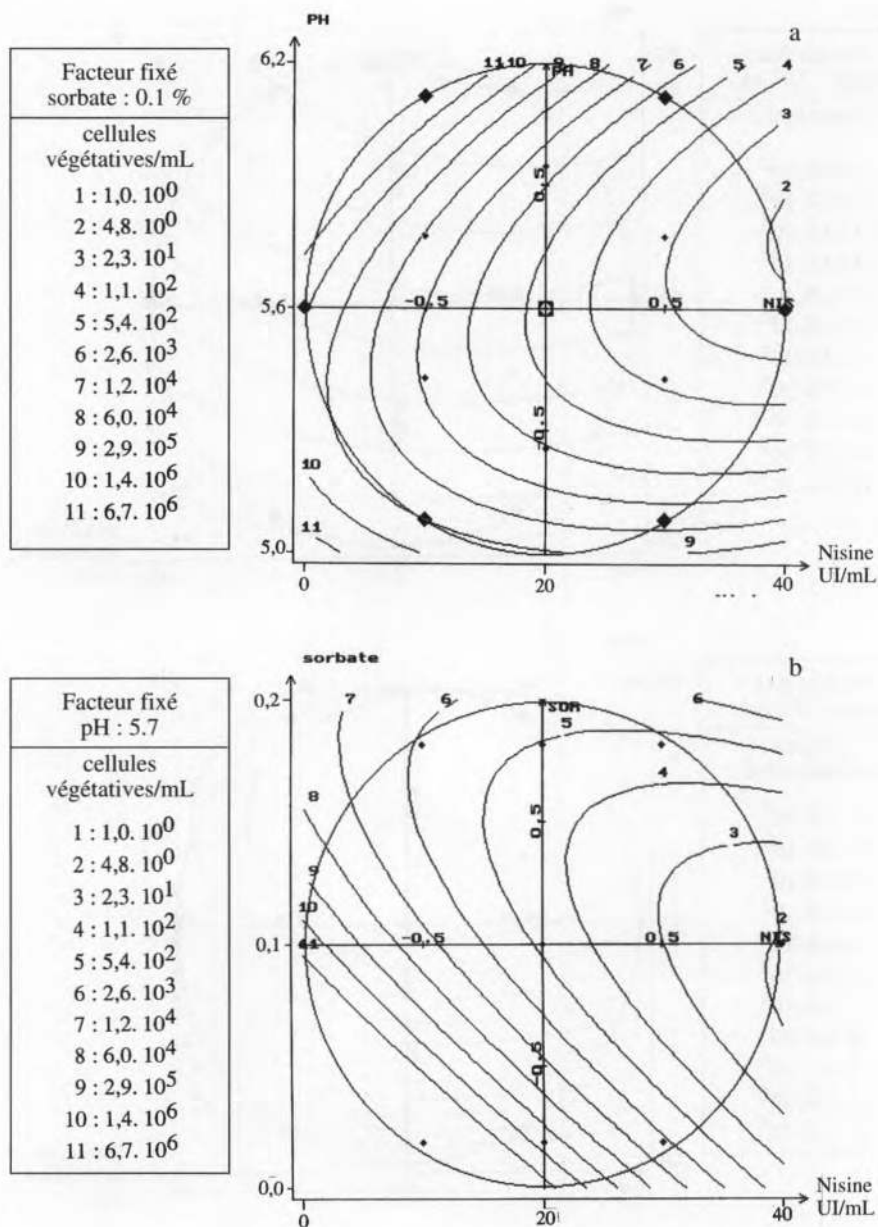 PH
a
Facteur fixé
sorbate : 0.1 %
cellules
végétatives/mL
1 : 1,0. 10⁰
2 : 4,8. 10⁰
3 : 2,3. 10¹
4 : 1,1. 10²
5 : 5,4. 10²
6 : 2,6. 10³
7 : 1,2. 10⁴
8 : 6,0. 10⁴
9 : 2,9. 10⁵
10 : 1,4. 10⁶
11 : 6,7. 10⁶
6,2
11 10 9 8 7 6 5 4
PH
3
2
0,5
5,6
-0,5
0,5
NIS
-0,5
10
11
9
5,0
0
20
40
Nisine
UI/mL
sorbate
b
Facteur fixé
pH : 5.7
cellules
végétatives/mL
1 : 1,0. 10⁰
2 : 4,8. 10⁰
3 : 2,3. 10¹
4 : 1,1. 10²
5 : 5,4. 10²
6 : 2,6. 10³
7 : 1,2. 10⁴
8 : 6,0. 10⁴
9 : 2,9. 10⁵
10 : 1,4. 10⁶
11 : 6,7. 10⁶
0,2
7
6
SOR
5
6
4
8
0,5
3
9
10
2
11
0,1
-0,5
0,5
NIS
-0,5
0,0
0
20
40
Nisine
UI/mL